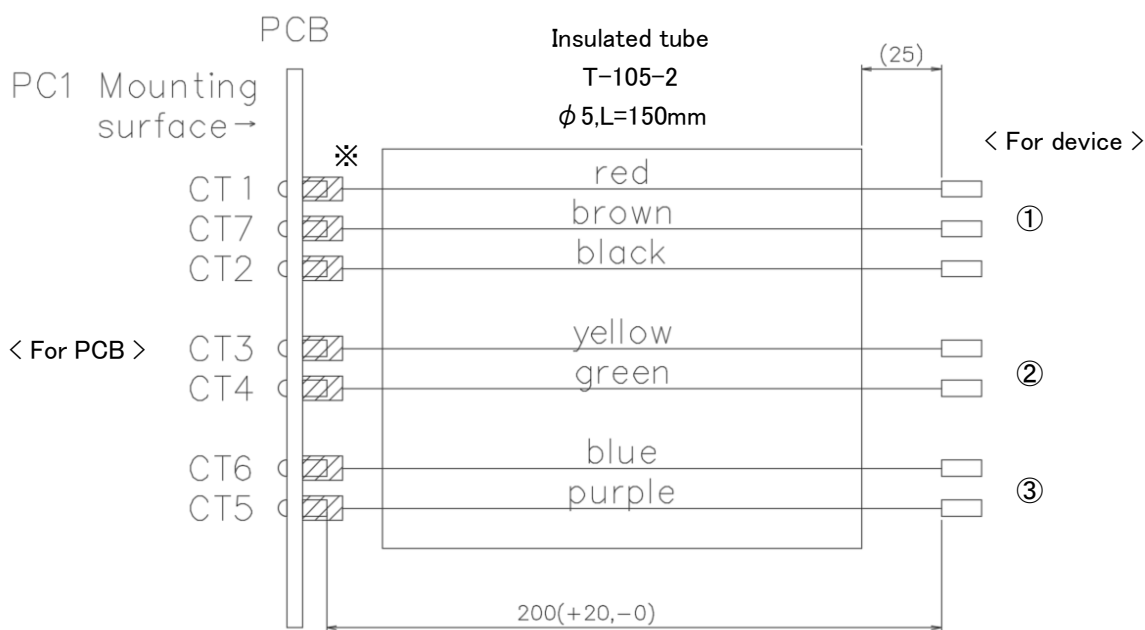 PCB
PC1 Mounting
surface→
Insulated tube
T-105-2
φ5,L=150mm
(25)
< For device >
※
CT1
red
CT7
brown
①
CT2
black
< For PCB >
CT3
yellow
CT4
green
②
CT6
blue
CT5
purple
③
200(+20,-0)